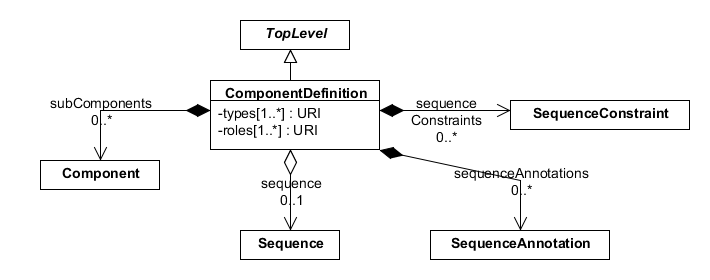 TopLevel
ComponentDefinition
-types[1..*] : URI
-roles[1..*] : URI
subComponents
0..*
sequence
Constraints
0..*
SequenceConstraint
Component
sequence
0..1
sequenceAnnotations
0..*
Sequence
SequenceAnnotation